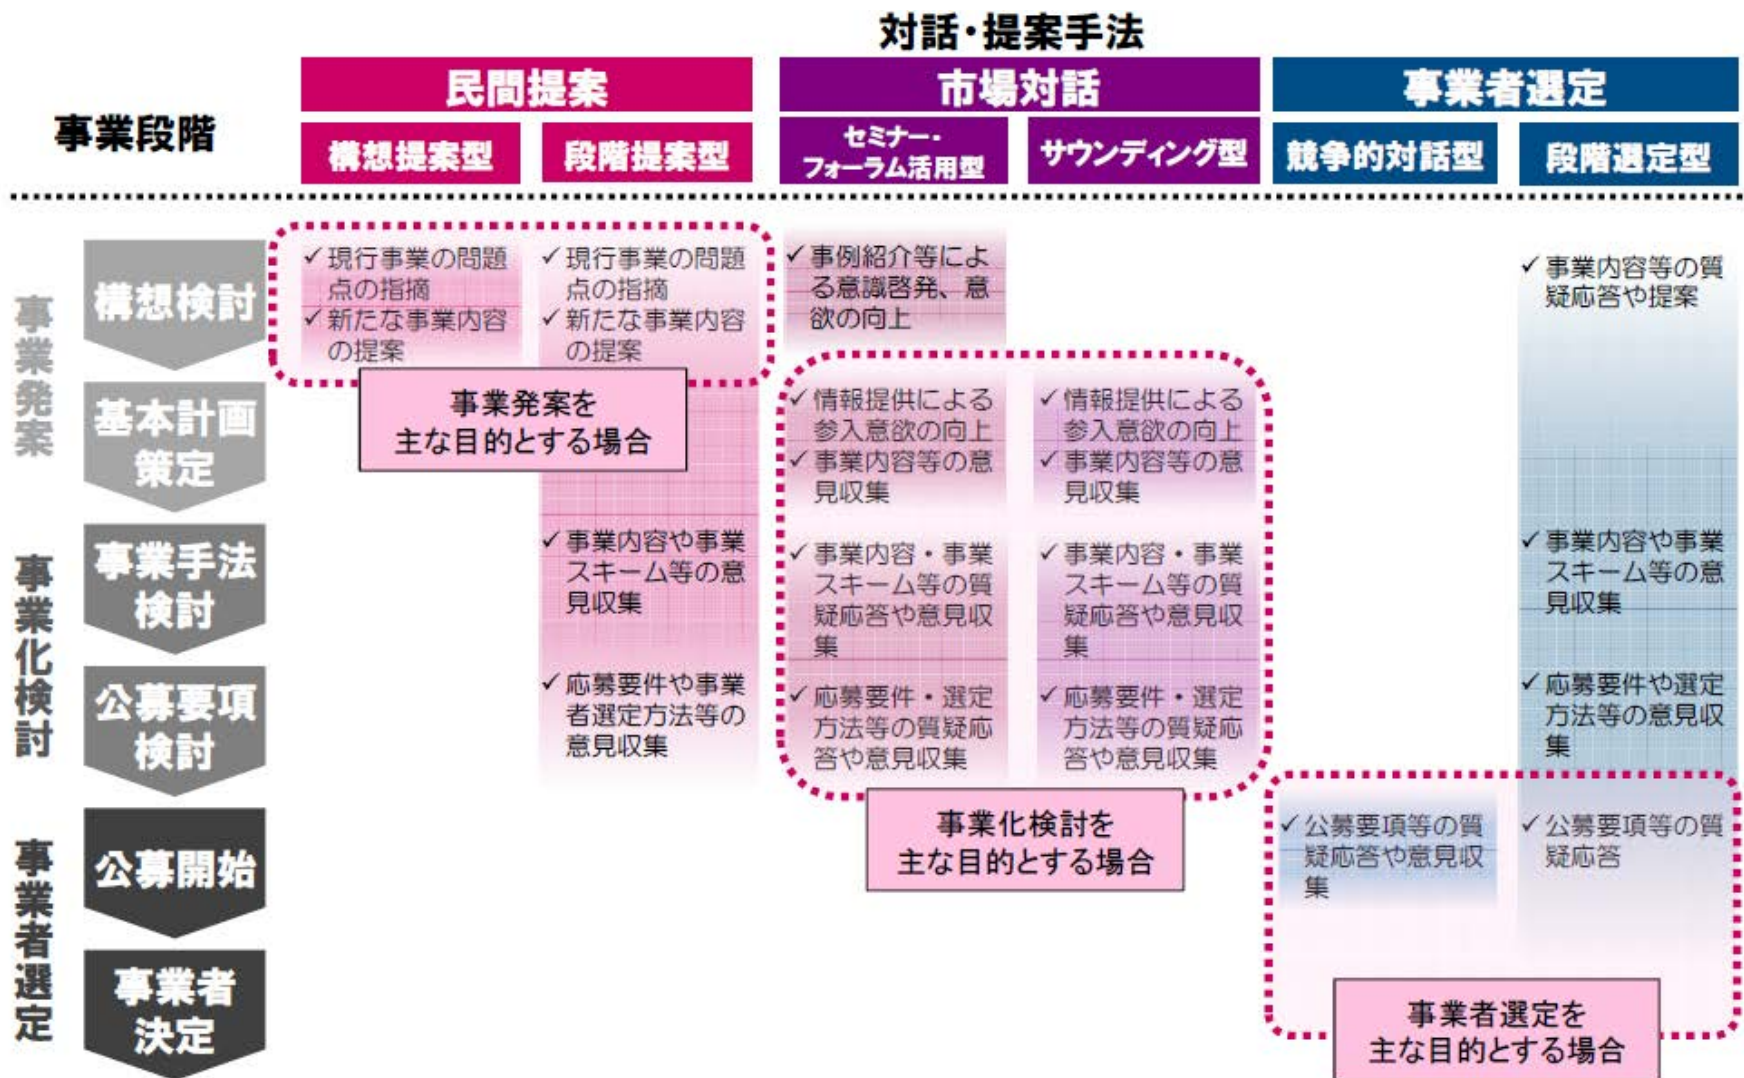 対話・提案手法
事業段階
民間提案
市場対話
事業者選定
構想提案型
段階提案型
セミナー・
フォーラム活用型
サウンディング型
競争的対話型
段階選定型
事業発案
構想検討
✓現行事業の問題
点の指摘
✓新たな事業内容
の提案
✓現行事業の問題
点の指摘
✓新たな事業内容
の提案
✓事例紹介等によ
る意識啓発、意
欲の向上
✓事業内容等の質
疑応答や提案
事業発案を
主な目的とする場合
基本計画
策定
✓情報提供による
参入意欲の向上
✓事業内容等の意
見収集
✓情報提供による
参入意欲の向上
✓事業内容等の意
見収集
事業化検討
事業手法
検討
✓事業内容や事業
スキーム等の意
見収集
✓事業内容・事業
スキーム等の質
疑応答や意見収
集
✓事業内容・事業
スキーム等の質
疑応答や意見収
集
✓事業内容や事業
スキーム等の意
見収集
公募要項
検討
✓応募要件や事業
者選定方法等の
意見収集
✓応募要件・選定
方法等の質疑応
答や意見収集
✓応募要件・選定
方法等の質疑応
答や意見収集
✓応募要件や選定
方法等の意見収
集
事業化検討を
主な目的とする場合
事業者選定
公募開始
✓公募要項等の質
疑応答や意見収
集
✓公募要項等の質
疑応答
事業者
決定
事業者選定を
主な目的とする場合